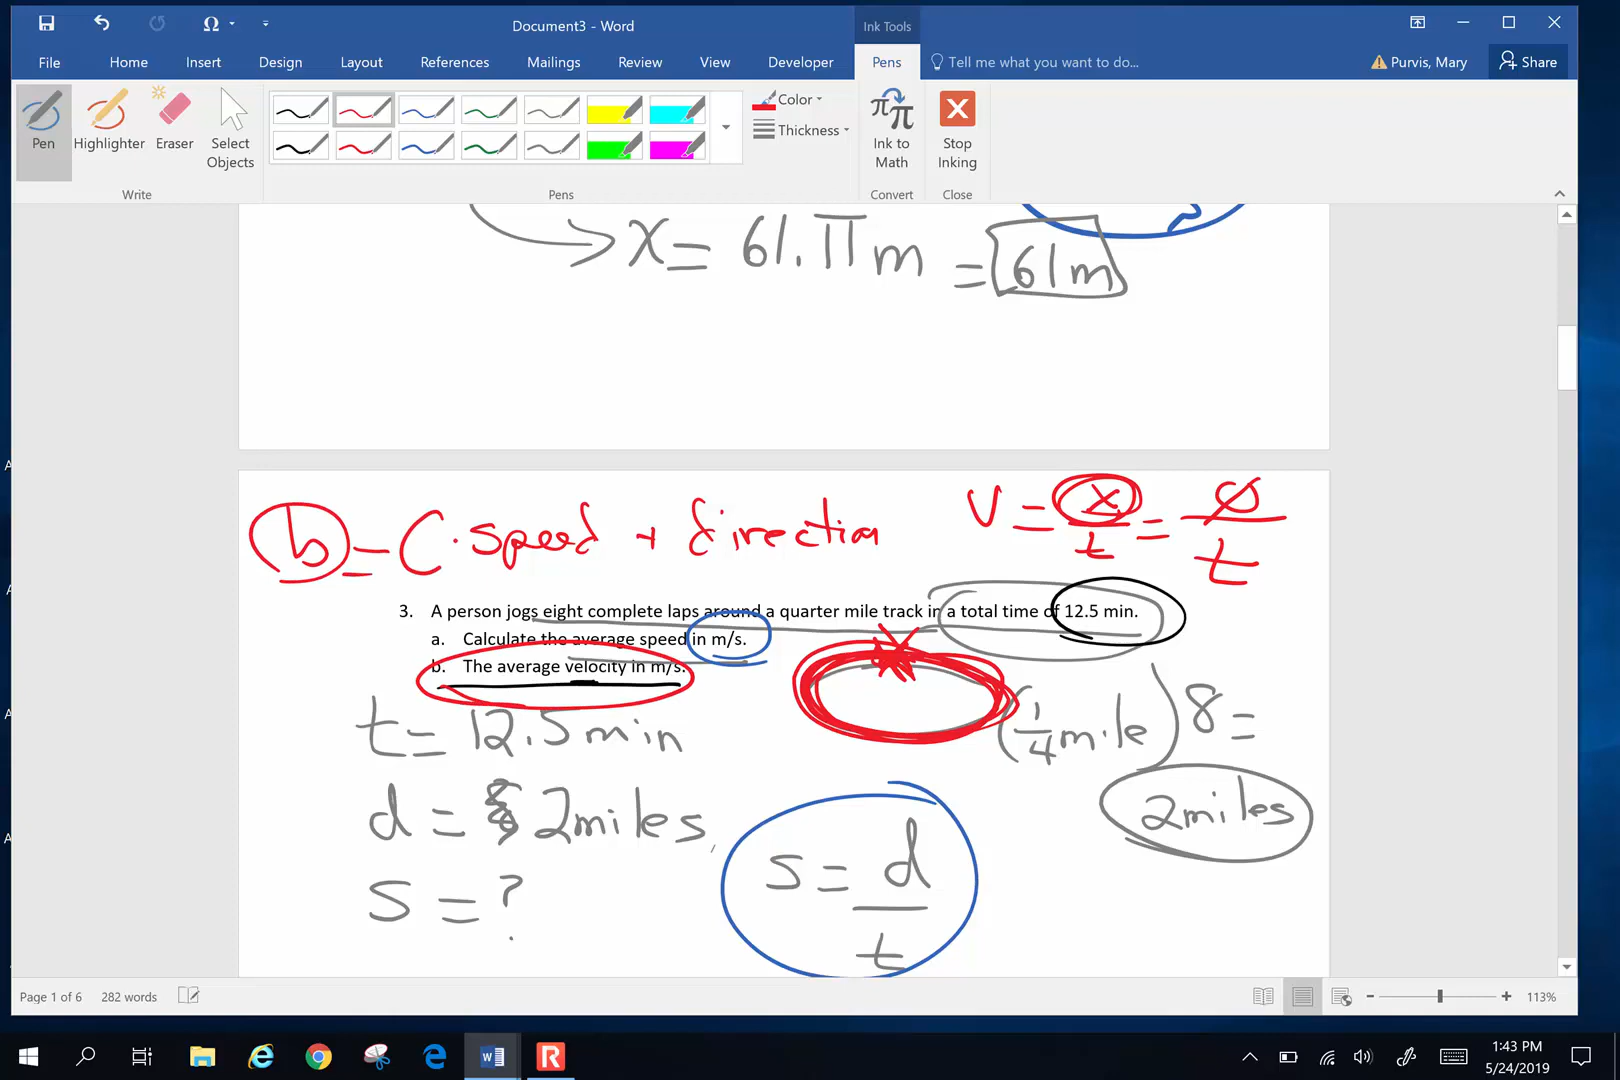 Document3 - Word
Ink Tools
File Home Insert Design Layout References Mailings Review View Developer Pens Tell me what you want to do... Purvis, Mary Share
Pen Highlighter Eraser Select Objects
Color
Thickness
Ink to Math
Stop Inking
Write Pens Convert Close
x = 61.11 m = 61 m
b - speed + direction v = x/t = 0/t
3. A person jogs eight complete laps around a quarter mile track in a total time of 12.5 min.
a. Calculate the average speed in m/s.
b. The average velocity in m/s.
t = 12.5 min (1/4 mile) 8 =
d = 2 miles 2 miles
s = ? s = d/t
Page 1 of 6 282 words 113%
1:43 PM
5/24/2019